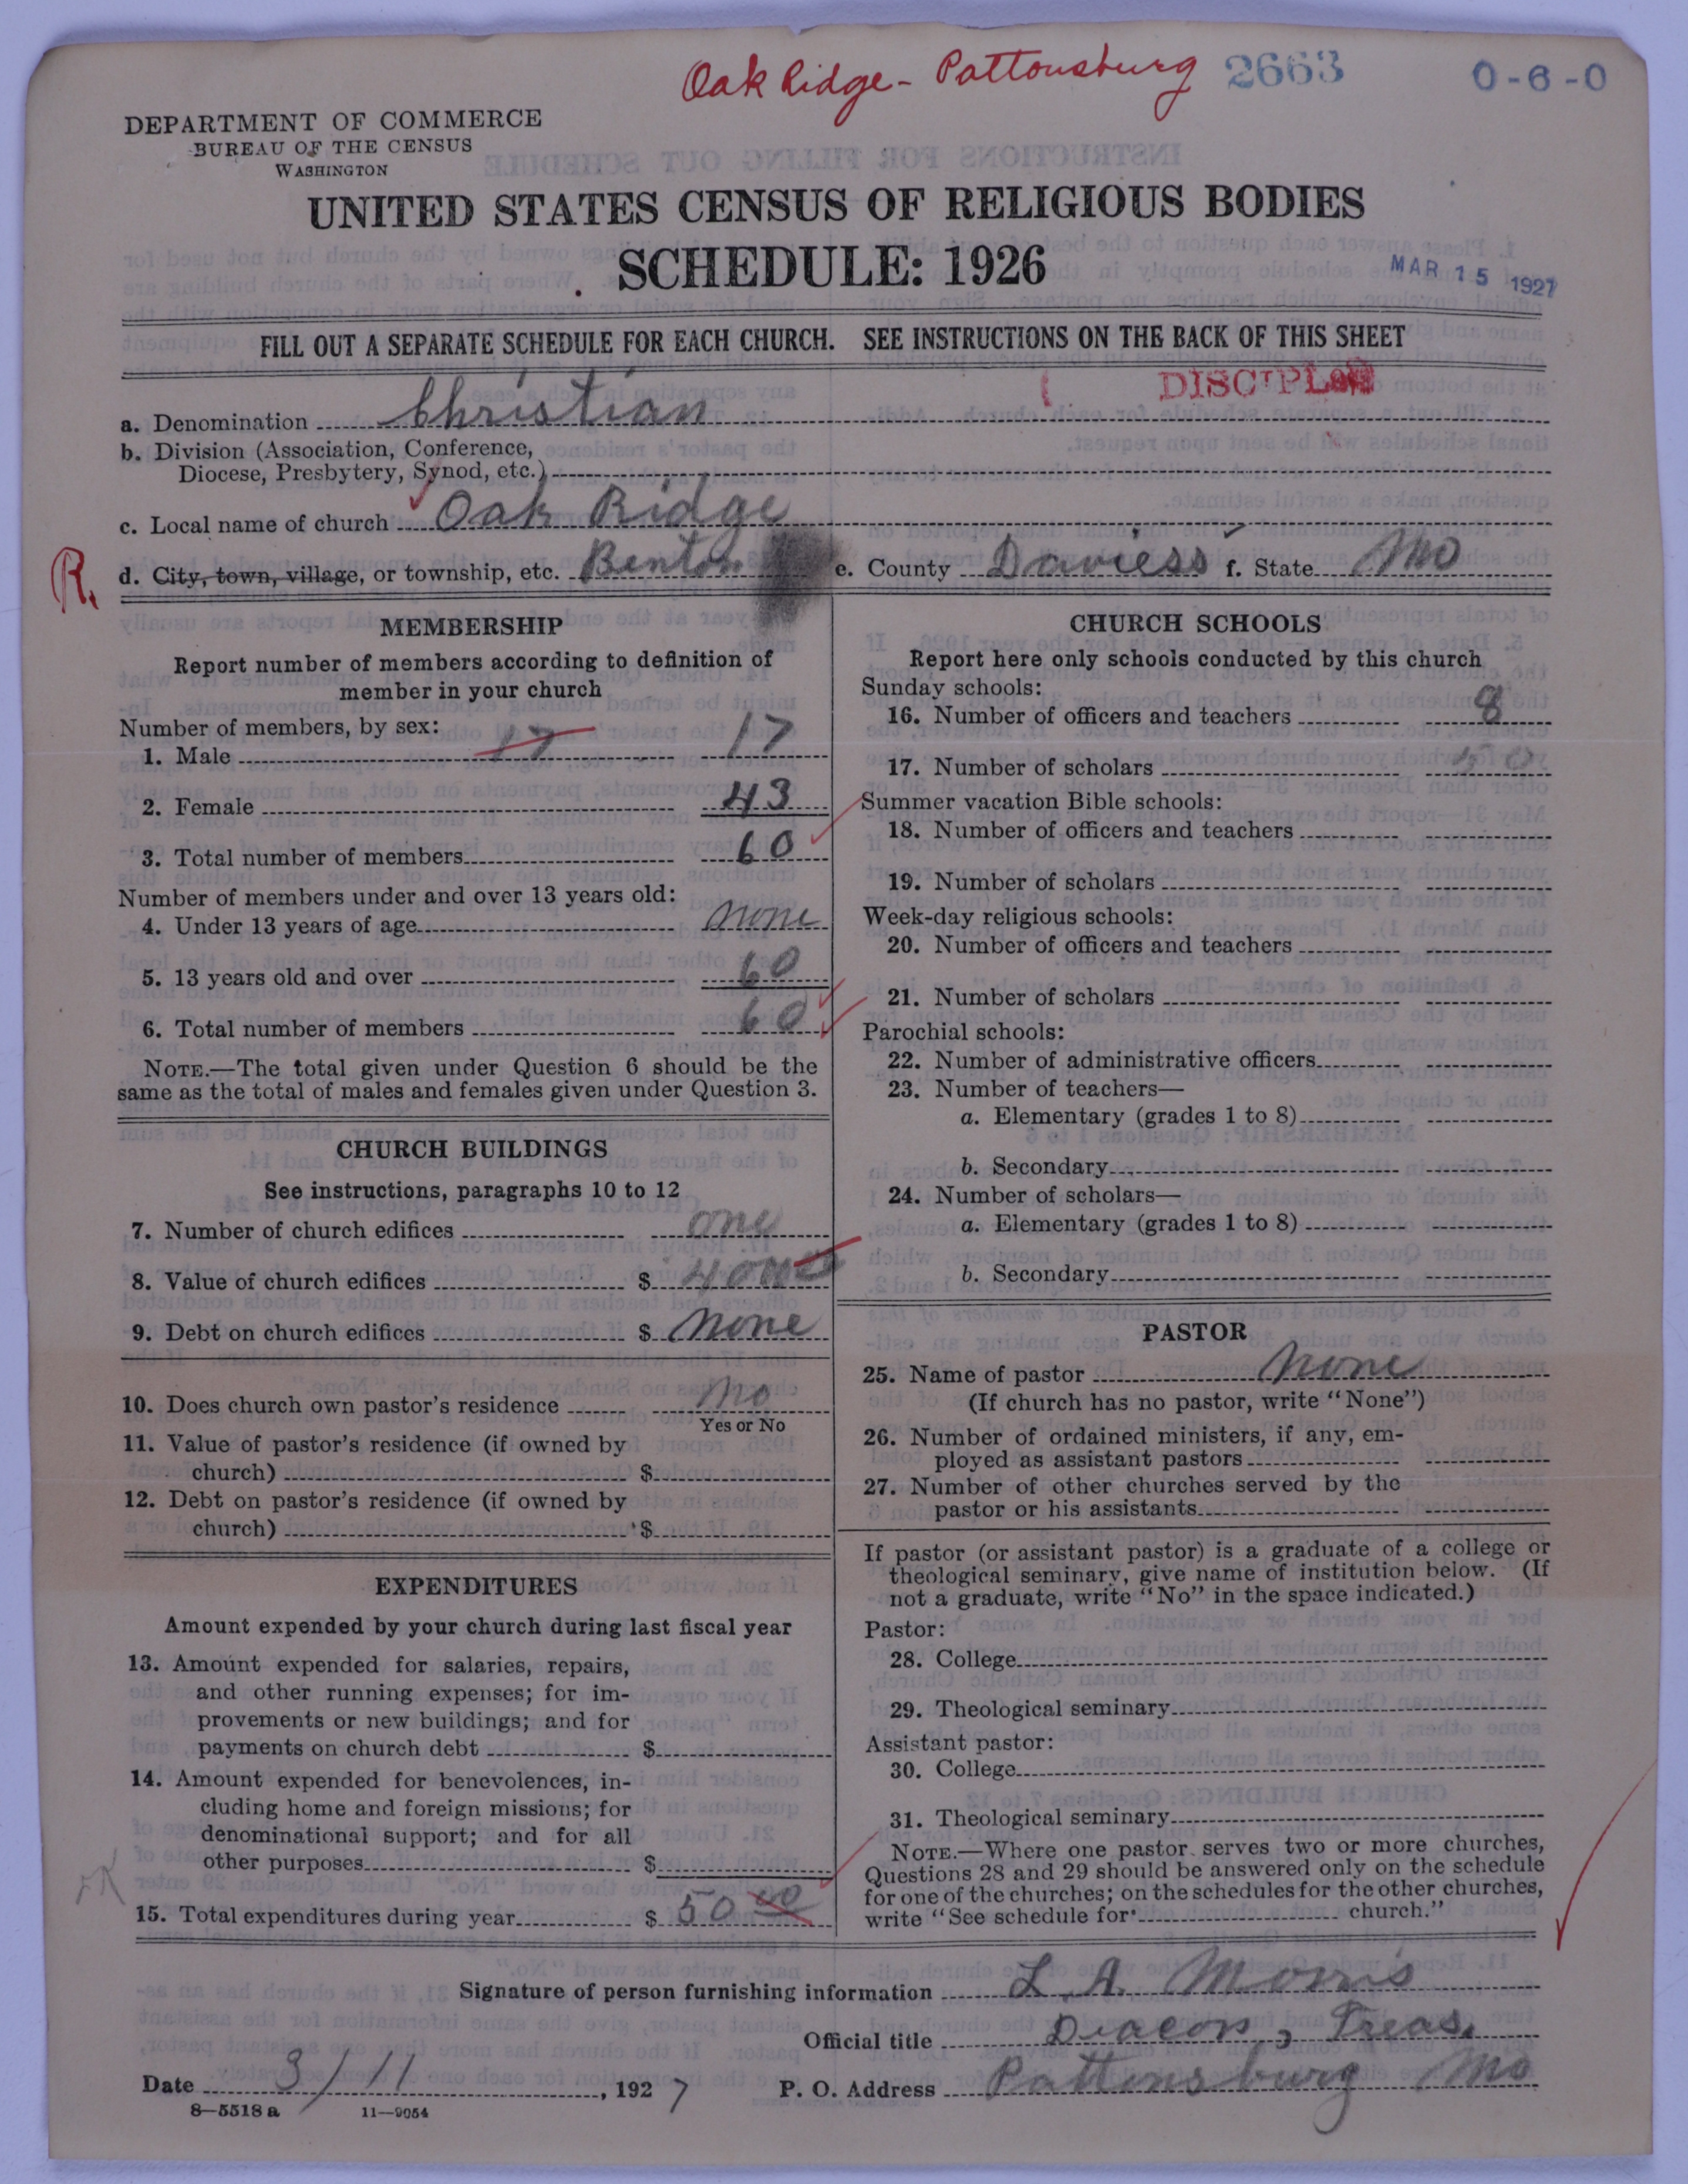 Oak Ridge - Pattonsburg 2663 0-6-0
DEPARTMENT OF COMMERCE
BUREAU OF THE CENSUS
WASHINGTON
UNITED STATES CENSUS OF RELIGIOUS BODIES
SCHEDULE: 1926
MAR 15 1927
FILL OUT A SEPARATE SCHEDULE FOR EACH CHURCH. SEE INSTRUCTIONS ON THE BACK OF THIS SHEET
a. Denomination Christian
b. Division (Association, Conference,
Diocese, Presbytery, Synod, etc.)
c. Local name of church Oak Ridge
R. d. City, town, village, or township, etc. Benton e. County Daviess f. State Mo
MEMBERSHIP
Report number of members according to definition of
member in your church
Number of members, by sex:
1. Male 17 17
2. Female 43
3. Total number of members 60
Number of members under and over 13 years old:
4. Under 13 years of age none
5. 13 years old and over 60
6. Total number of members 60
NOTE.—The total given under Question 6 should be the
same as the total of males and females given under Question 3.
CHURCH BUILDINGS
See instructions, paragraphs 10 to 12
7. Number of church edifices one
8. Value of church edifices $
9. Debt on church edifices $ None
10. Does church own pastor's residence No
Yes or No
11. Value of pastor's residence (if owned by
church) $
12. Debt on pastor's residence (if owned by
church) $
EXPENDITURES
Amount expended by your church during last fiscal year
13. Amount expended for salaries, repairs,
and other running expenses; for im-
provements or new buildings; and for
payments on church debt $
14. Amount expended for benevolences, in-
cluding home and foreign missions; for
denominational support; and for all
other purposes $
15. Total expenditures during year $ 50 00
CHURCH SCHOOLS
Report here only schools conducted by this church
Sunday schools:
16. Number of officers and teachers 8
17. Number of scholars 50
Summer vacation Bible schools:
18. Number of officers and teachers
19. Number of scholars
Week-day religious schools:
20. Number of officers and teachers
21. Number of scholars
Parochial schools:
22. Number of administrative officers
23. Number of teachers—
a. Elementary (grades 1 to 8)
b. Secondary
24. Number of scholars—
a. Elementary (grades 1 to 8)
b. Secondary
PASTOR
25. Name of pastor None
(If church has no pastor, write "None")
26. Number of ordained ministers, if any, em-
ployed as assistant pastors
27. Number of other churches served by the
pastor or his assistants
If pastor (or assistant pastor) is a graduate of a college or
theological seminary, give name of institution below. (If
not a graduate, write "No" in the space indicated.)
Pastor:
28. College
29. Theological seminary
Assistant pastor:
30. College
31. Theological seminary
NOTE.—Where one pastor serves two or more churches,
Questions 28 and 29 should be answered only on the schedule
for one of the churches; on the schedules for the other churches,
write "See schedule for church."
Signature of person furnishing information L. A. Morris
Official title Deacon, Treas.
Date 3/11, 1927 P. O. Address Pattonsburg Mo
8—5518 a 11—9054